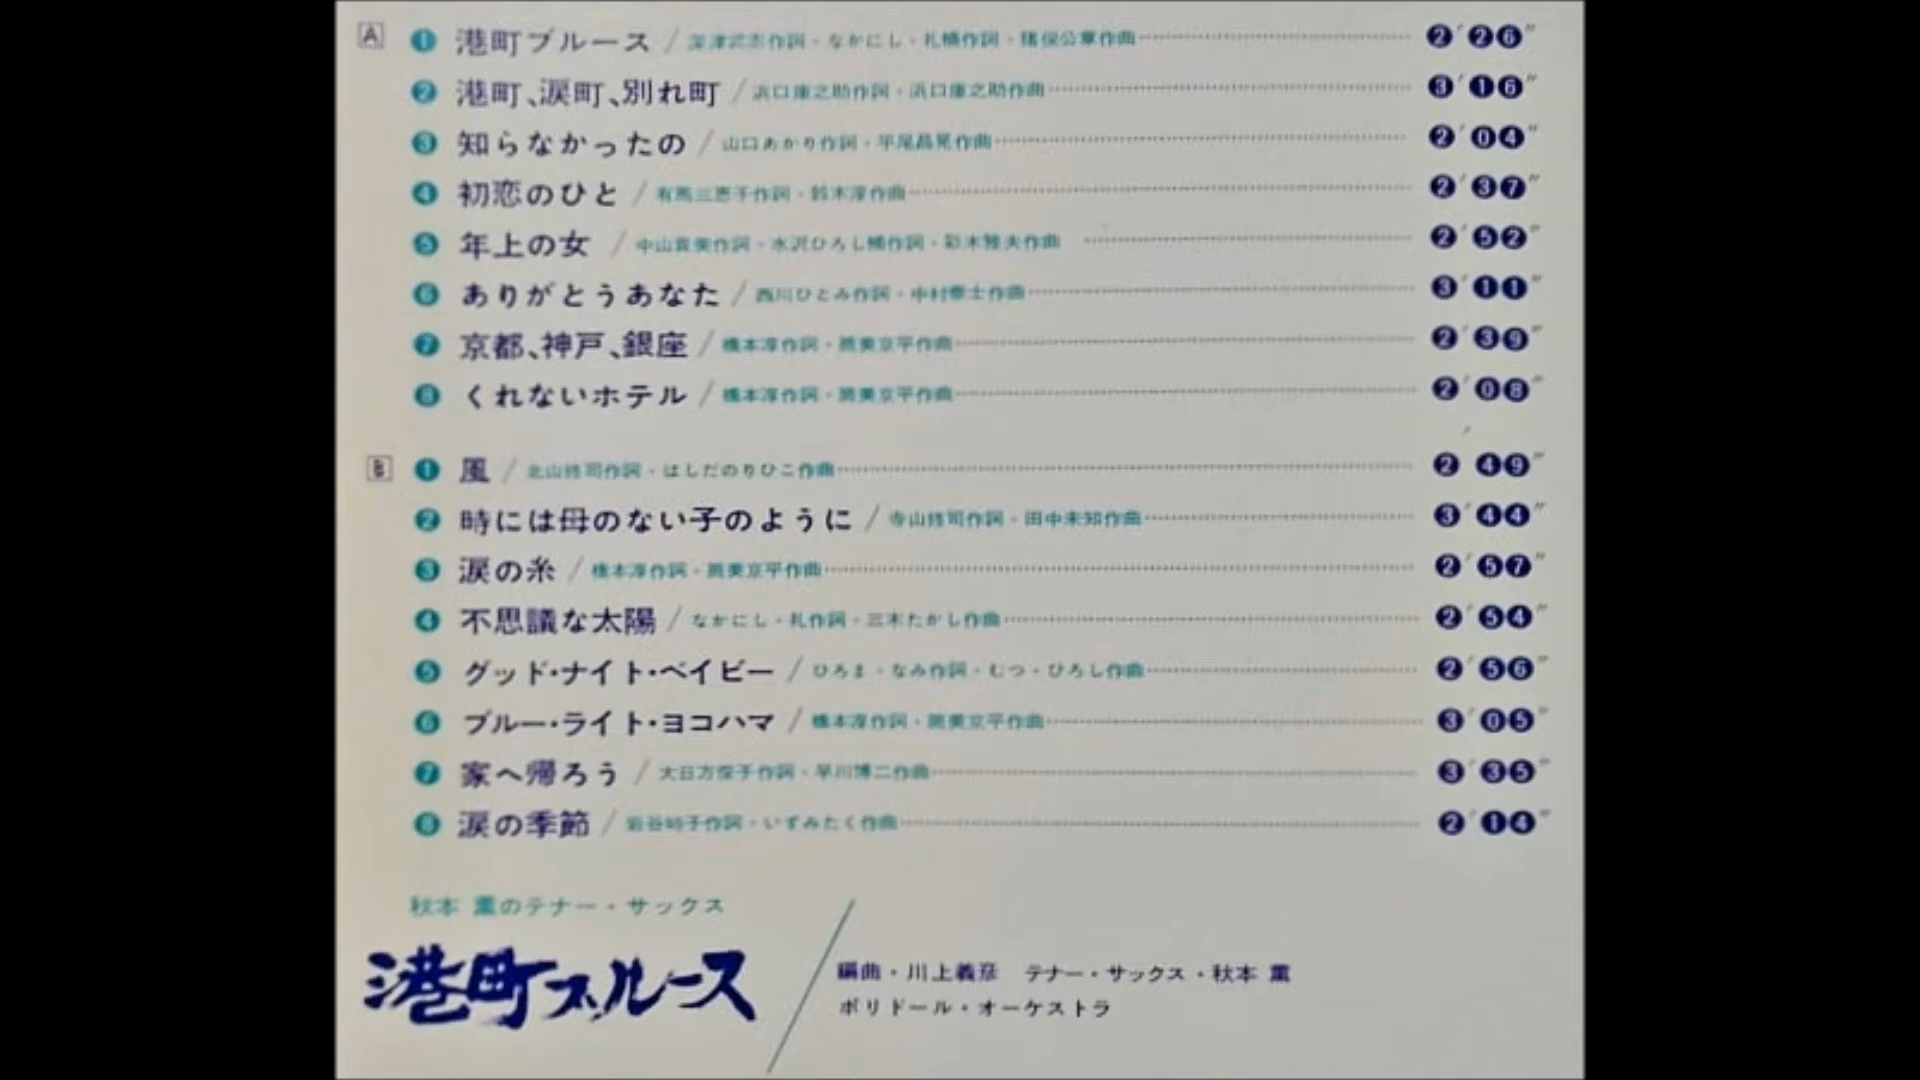 A 1 港町ブルース / 深津武志作詞・なかにし・礼補作詞・猪俣公章作曲 2′26″
2 港町、涙町、別れ町 / 浜口庫之助作詞・浜口庫之助作曲 3′16″
3 知らなかったの / 山口あかり作詞・平尾昌晃作曲 2′04″
4 初恋のひと / 有馬三恵子作詞・鈴木淳作曲 2′37″
5 年上の女 / 中山貴美作詞・水沢ひろし補作詞・彩木雅夫作曲 2′52″
6 ありがとうあなた / 西川ひとみ作詞・中村泰士作曲 3′11″
7 京都、神戸、銀座 / 橋本淳作詞・筒美京平作曲 2′39″
8 くれないホテル / 橋本淳作詞・筒美京平作曲 2′08″
B 1 風 / 北山修司作詞・はしだのりひこ作曲 2′49″
2 時には母のない子のように / 寺山修司作詞・田中未知作曲 3′44″
3 涙の糸 / 橋本淳作詞・筒美京平作曲 2′57″
4 不思議な太陽 / なかにし・礼作詞・三木たかし作曲 2′54″
5 グッド・ナイト・ベイビー / ひろま・なみ作詞・むつ・ひろし作曲 2′56″
6 ブルー・ライト・ヨコハマ / 橋本淳作詞・筒美京平作曲 3′05″
7 家へ帰ろう / 大日方俊子作詞・早川博二作曲 3′35″
8 涙の季節 / 岩谷時子作詞・いずみたく作曲 2′14″
秋本 薫のテナー・サックス
港町ブルース
編曲・川上義彦 テナー・サックス・秋本 薫
ポリドール・オーケストラ